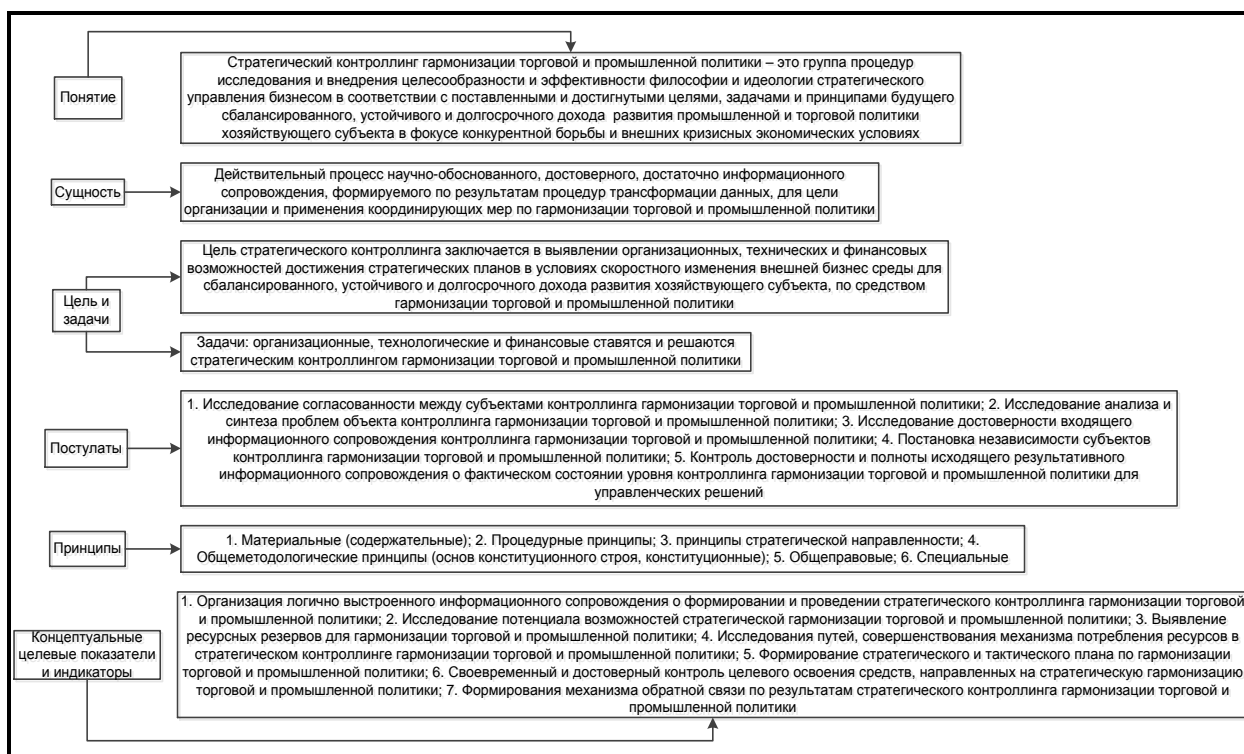 Понятие
Стратегический контроллинг гармонизации торговой и промышленной политики – это группа процедур
исследования и внедрения целесообразности и эффективности философии и идеологии стратегического
управления бизнесом в соответствии с поставленными и достигнутыми целями, задачами и принципами будущего
сбалансированного, устойчивого и долгосрочного дохода развития промышленной и торговой политики
хозяйствующего субъекта в фокусе конкурентной борьбы и внешних кризисных экономических условиях
Сущность
Действительный процесс научно-обоснованного, достоверного, достаточно информационного
сопровождения, формируемого по результатам процедур трансформации данных, для цели
организации и применения координирующих мер по гармонизации торговой и промышленной политики
Цель и
задачи
Цель стратегического контроллинга заключается в выявлении организационных, технических и финансовых
возможностей достижения стратегических планов в условиях скоростного изменения внешней бизнес среды для
сбалансированного, устойчивого и долгосрочного дохода развития хозяйствующего субъекта, по средством
гармонизации торговой и промышленной политики
Задачи: организационные, технологические и финансовые ставятся и решаются
стратегическим контроллингом гармонизации торговой и промышленной политики
Постулаты
1. Исследование согласованности между субъектами контроллинга гармонизации торговой и промышленной политики; 2. Исследование анализа и
синтеза проблем объекта контроллинга гармонизации торговой и промышленной политики; 3. Исследование достоверности входящего
информационного сопровождения контроллинга гармонизации торговой и промышленной политики; 4. Постановка независимости субъектов
контроллинга гармонизации торговой и промышленной политики; 5. Контроль достоверности и полноты исходящего результативного
информационного сопровождения о фактическом состоянии уровня контроллинга гармонизации торговой и промышленной политики для
управленческих решений
Принципы
1. Материальные (содержательные); 2. Процедурные принципы; 3. принципы стратегической направленности; 4.
Общеметодологические принципы (основ конституционного строя, конституционные); 5. Общеправовые; 6. Специальные
Концептуальные
целевые показатели
и индикаторы
1. Организация логично выстроенного информационного сопровождения о формировании и проведении стратегического контроллинга гармонизации торговой
и промышленной политики; 2. Исследование потенциала возможностей стратегической гармонизации торговой и промышленной политики; 3. Выявление
ресурсных резервов для гармонизации торговой и промышленной политики; 4. Исследования путей, совершенствования механизма потребления ресурсов в
стратегическом контроллинге гармонизации торговой и промышленной политики; 5. Формирование стратегического и тактического плана по гармонизации
торговой и промышленной политики; 6. Своевременный и достоверный контроль целевого освоения средств, направленных на стратегическую гармонизацию
торговой и промышленной политики; 7. Формирования механизма обратной связи по результатам стратегического контроллинга гармонизации торговой и
промышленной политики